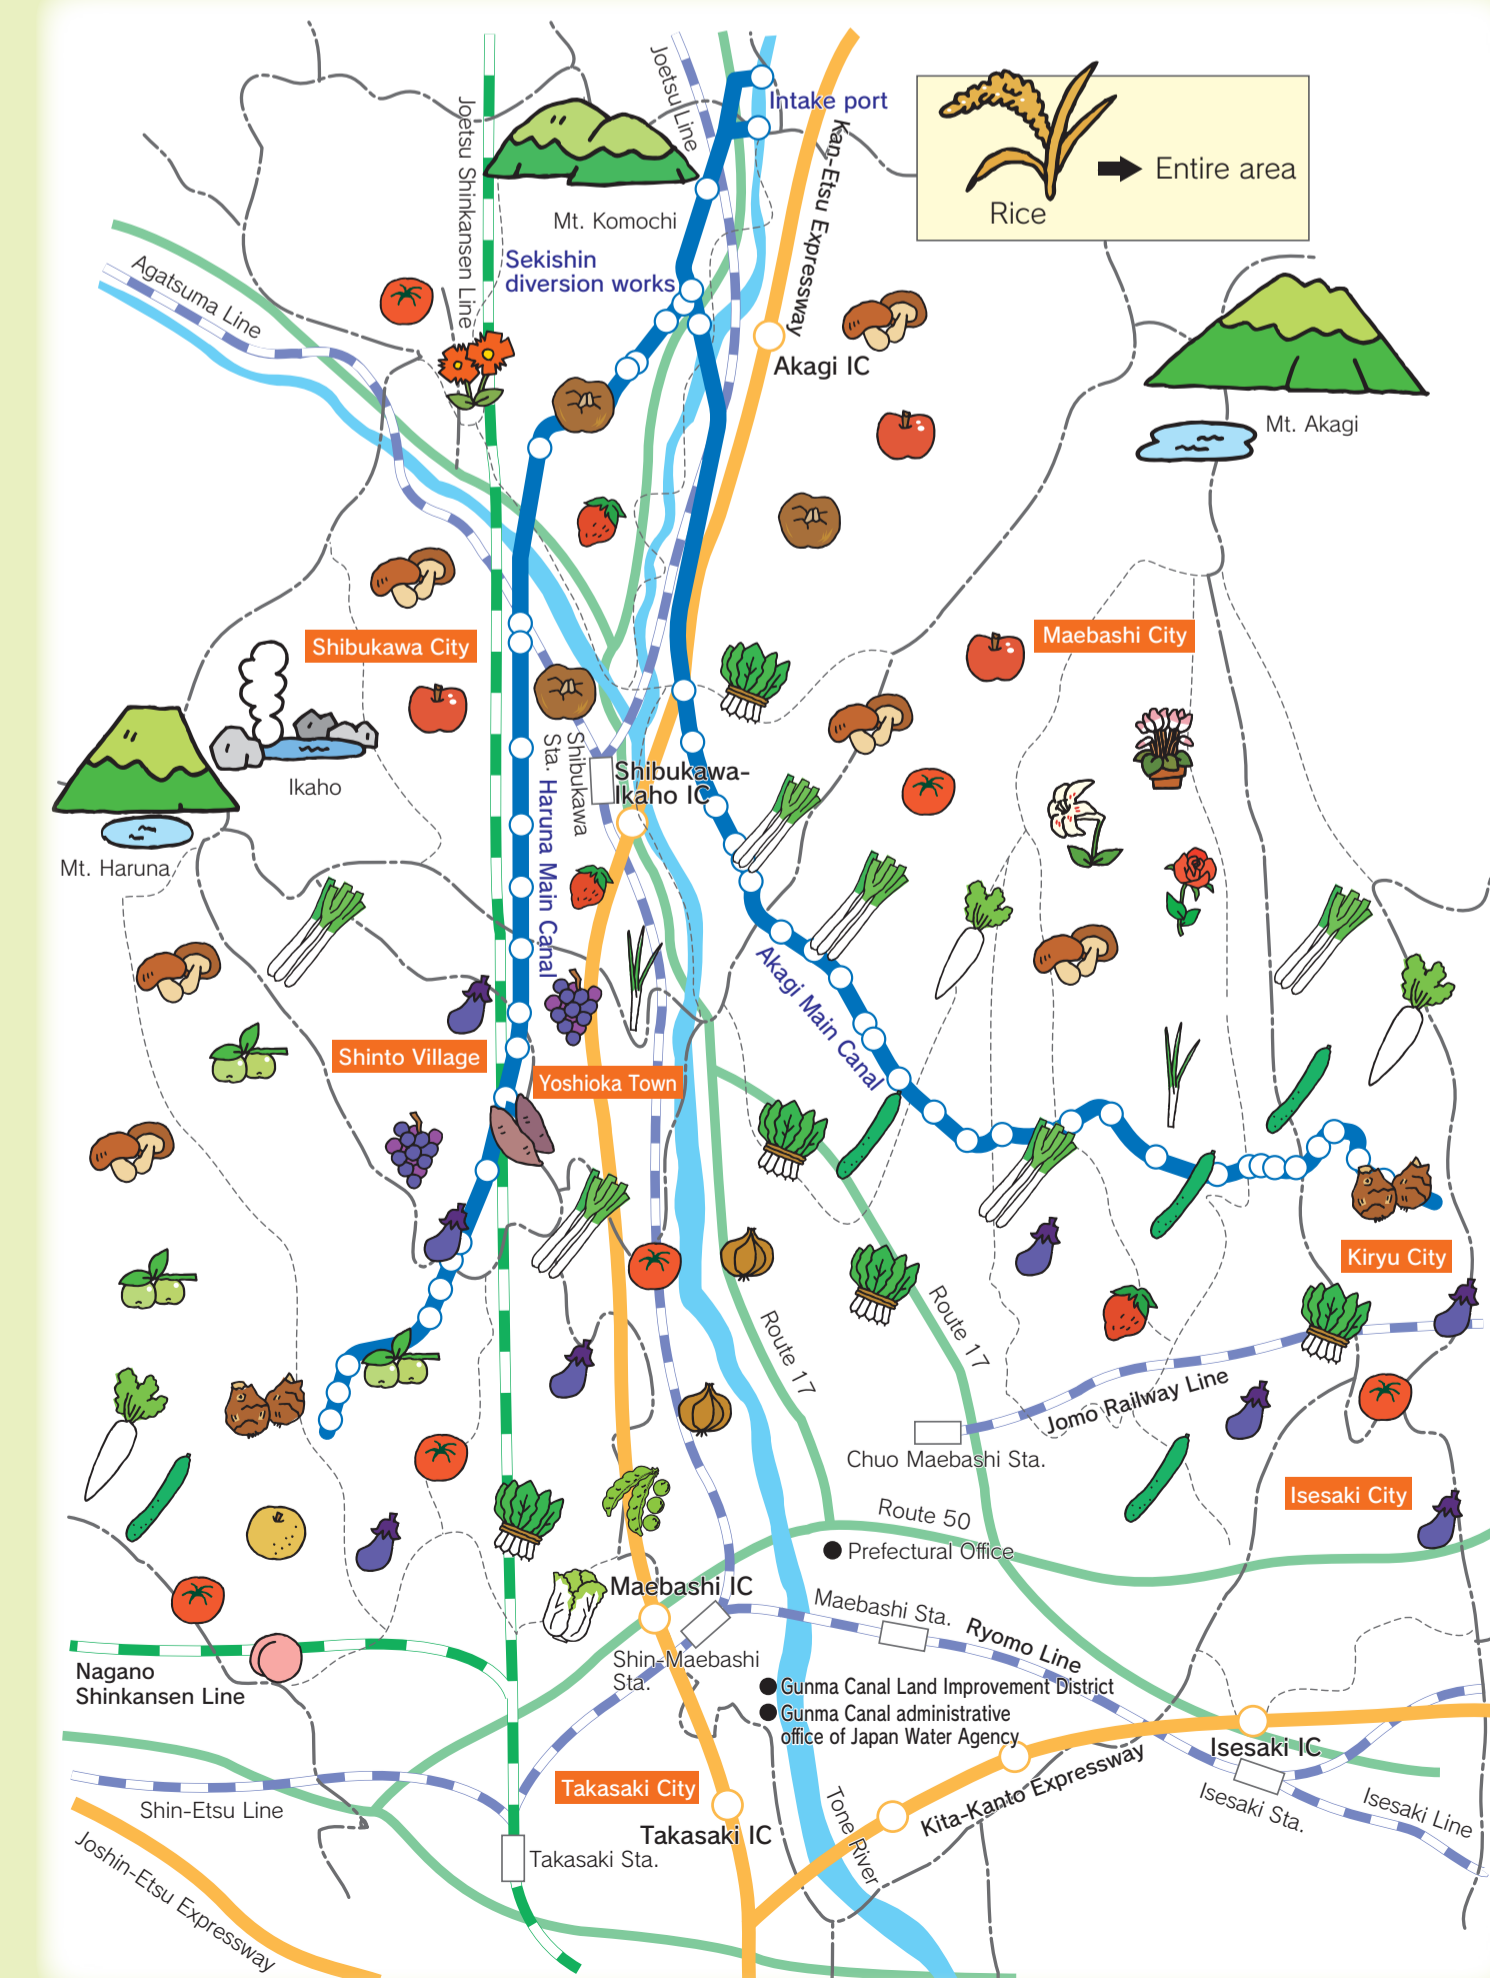 Joetsu Line
Intake port
Joetsu Shinkansen Line
Kan-Etsu Expressway
Entire area
Rice
Mt. Komochi
Sekishin
diversion works
Agatsuma Line
Akagi IC
Mt. Akagi
Shibukawa City
Maebashi City
Ikaho
Mt. Haruna
Shibukawa
Sta.
Shibukawa-
Ikaho IC
Haruna Main Canal
Akagi Main Canal
Shinto Village
Yoshioka Town
Kiryu City
Route 17
Route 17
Jomo Railway Line
Chuo Maebashi Sta.
Isesaki City
Route 50
Prefectural Office
Maebashi IC
Maebashi Sta.
Ryomo Line
Shin-Maebashi
Sta.
Nagano
Shinkansen Line
Gunma Canal Land Improvement District
Gunma Canal administrative
office of Japan Water Agency
Isesaki IC
Kita-Kanto Expressway
Isesaki Sta.
Isesaki Line
Takasaki City
Takasaki IC
Tone River
Shin-Etsu Line
Takasaki Sta.
Joshin-Etsu Expressway